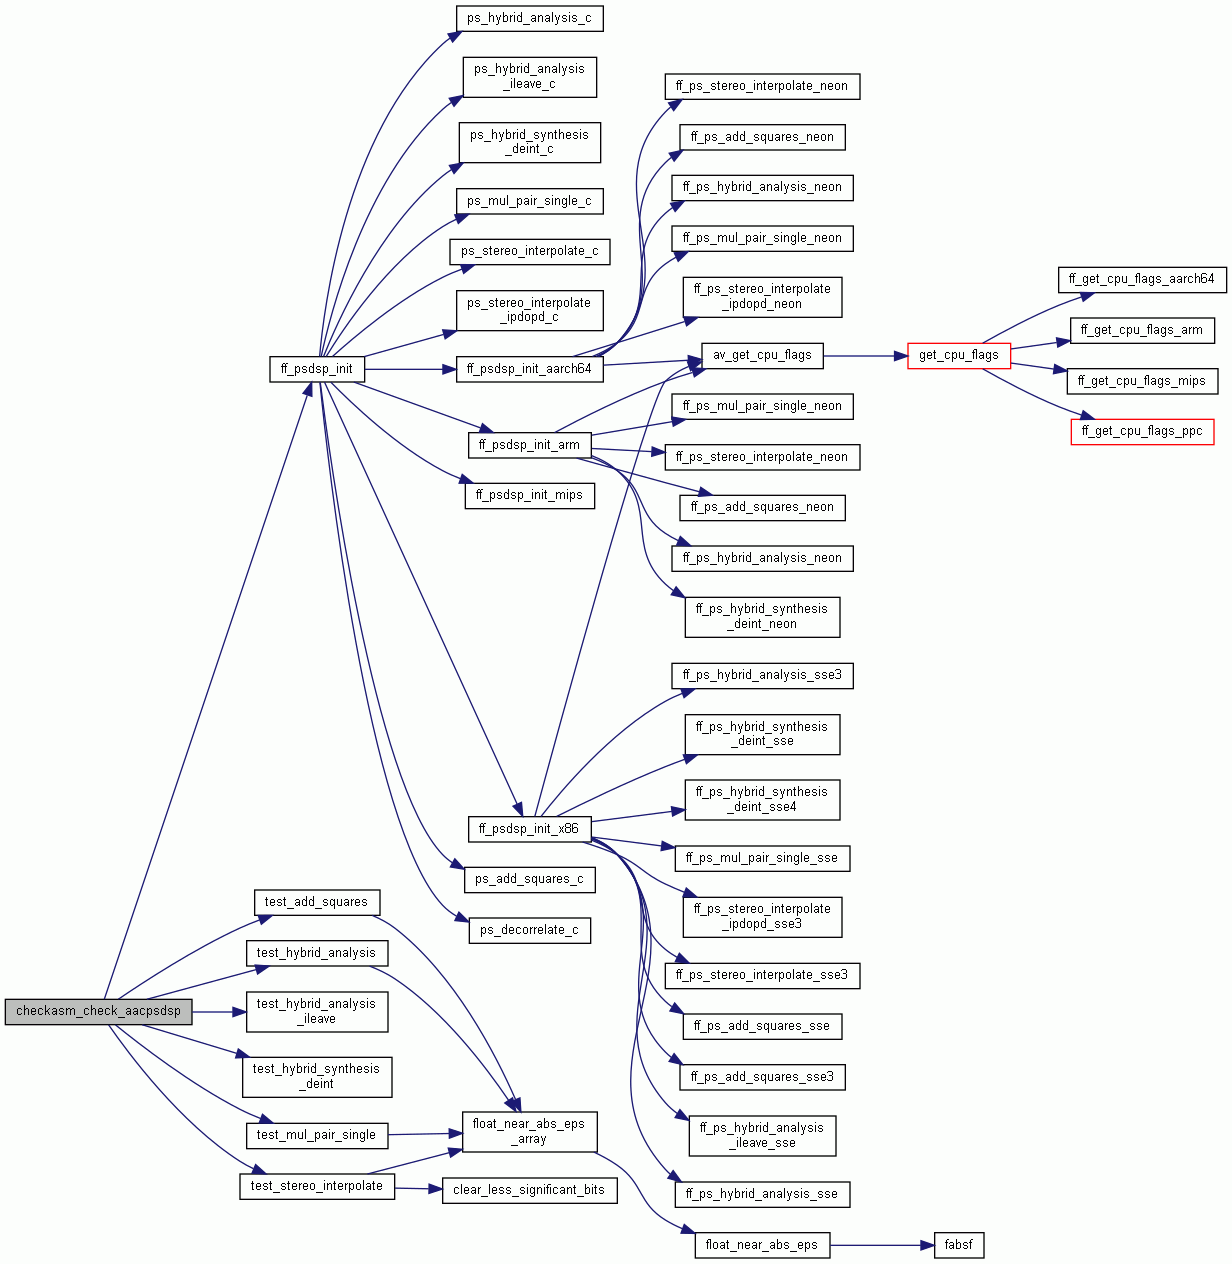 ps_hybrid_analysis_c
ps_hybrid_analysis
_ileave_c
ps_hybrid_synthesis
_deint_c
ps_mul_pair_single_c
ps_stereo_interpolate_c
ps_stereo_interpolate
_ipdopd_c
ff_psdsp_init
ff_psdsp_init_aarch64
ff_psdsp_init_arm
ff_psdsp_init_mips
ff_psdsp_init_x86
ps_add_squares_c
ps_decorrelate_c
ff_ps_stereo_interpolate_neon
ff_ps_add_squares_neon
ff_ps_hybrid_analysis_neon
ff_ps_mul_pair_single_neon
ff_ps_stereo_interpolate
_ipdopd_neon
av_get_cpu_flags
ff_ps_mul_pair_single_neon
ff_ps_stereo_interpolate_neon
ff_ps_add_squares_neon
ff_ps_hybrid_analysis_neon
ff_ps_hybrid_synthesis
_deint_neon
get_cpu_flags
ff_get_cpu_flags_aarch64
ff_get_cpu_flags_arm
ff_get_cpu_flags_mips
ff_get_cpu_flags_ppc
ff_ps_hybrid_analysis_sse3
ff_ps_hybrid_synthesis
_deint_sse
ff_ps_hybrid_synthesis
_deint_sse4
ff_ps_mul_pair_single_sse
ff_ps_stereo_interpolate
_ipdopd_sse3
ff_ps_stereo_interpolate_sse3
ff_ps_add_squares_sse
ff_ps_add_squares_sse3
ff_ps_hybrid_analysis
_ileave_sse
ff_ps_hybrid_analysis_sse
checkasm_check_aacpsdsp
test_add_squares
test_hybrid_analysis
test_hybrid_analysis
_ileave
test_hybrid_synthesis
_deint
test_mul_pair_single
test_stereo_interpolate
float_near_abs_eps
_array
clear_less_significant_bits
float_near_abs_eps
fabsf